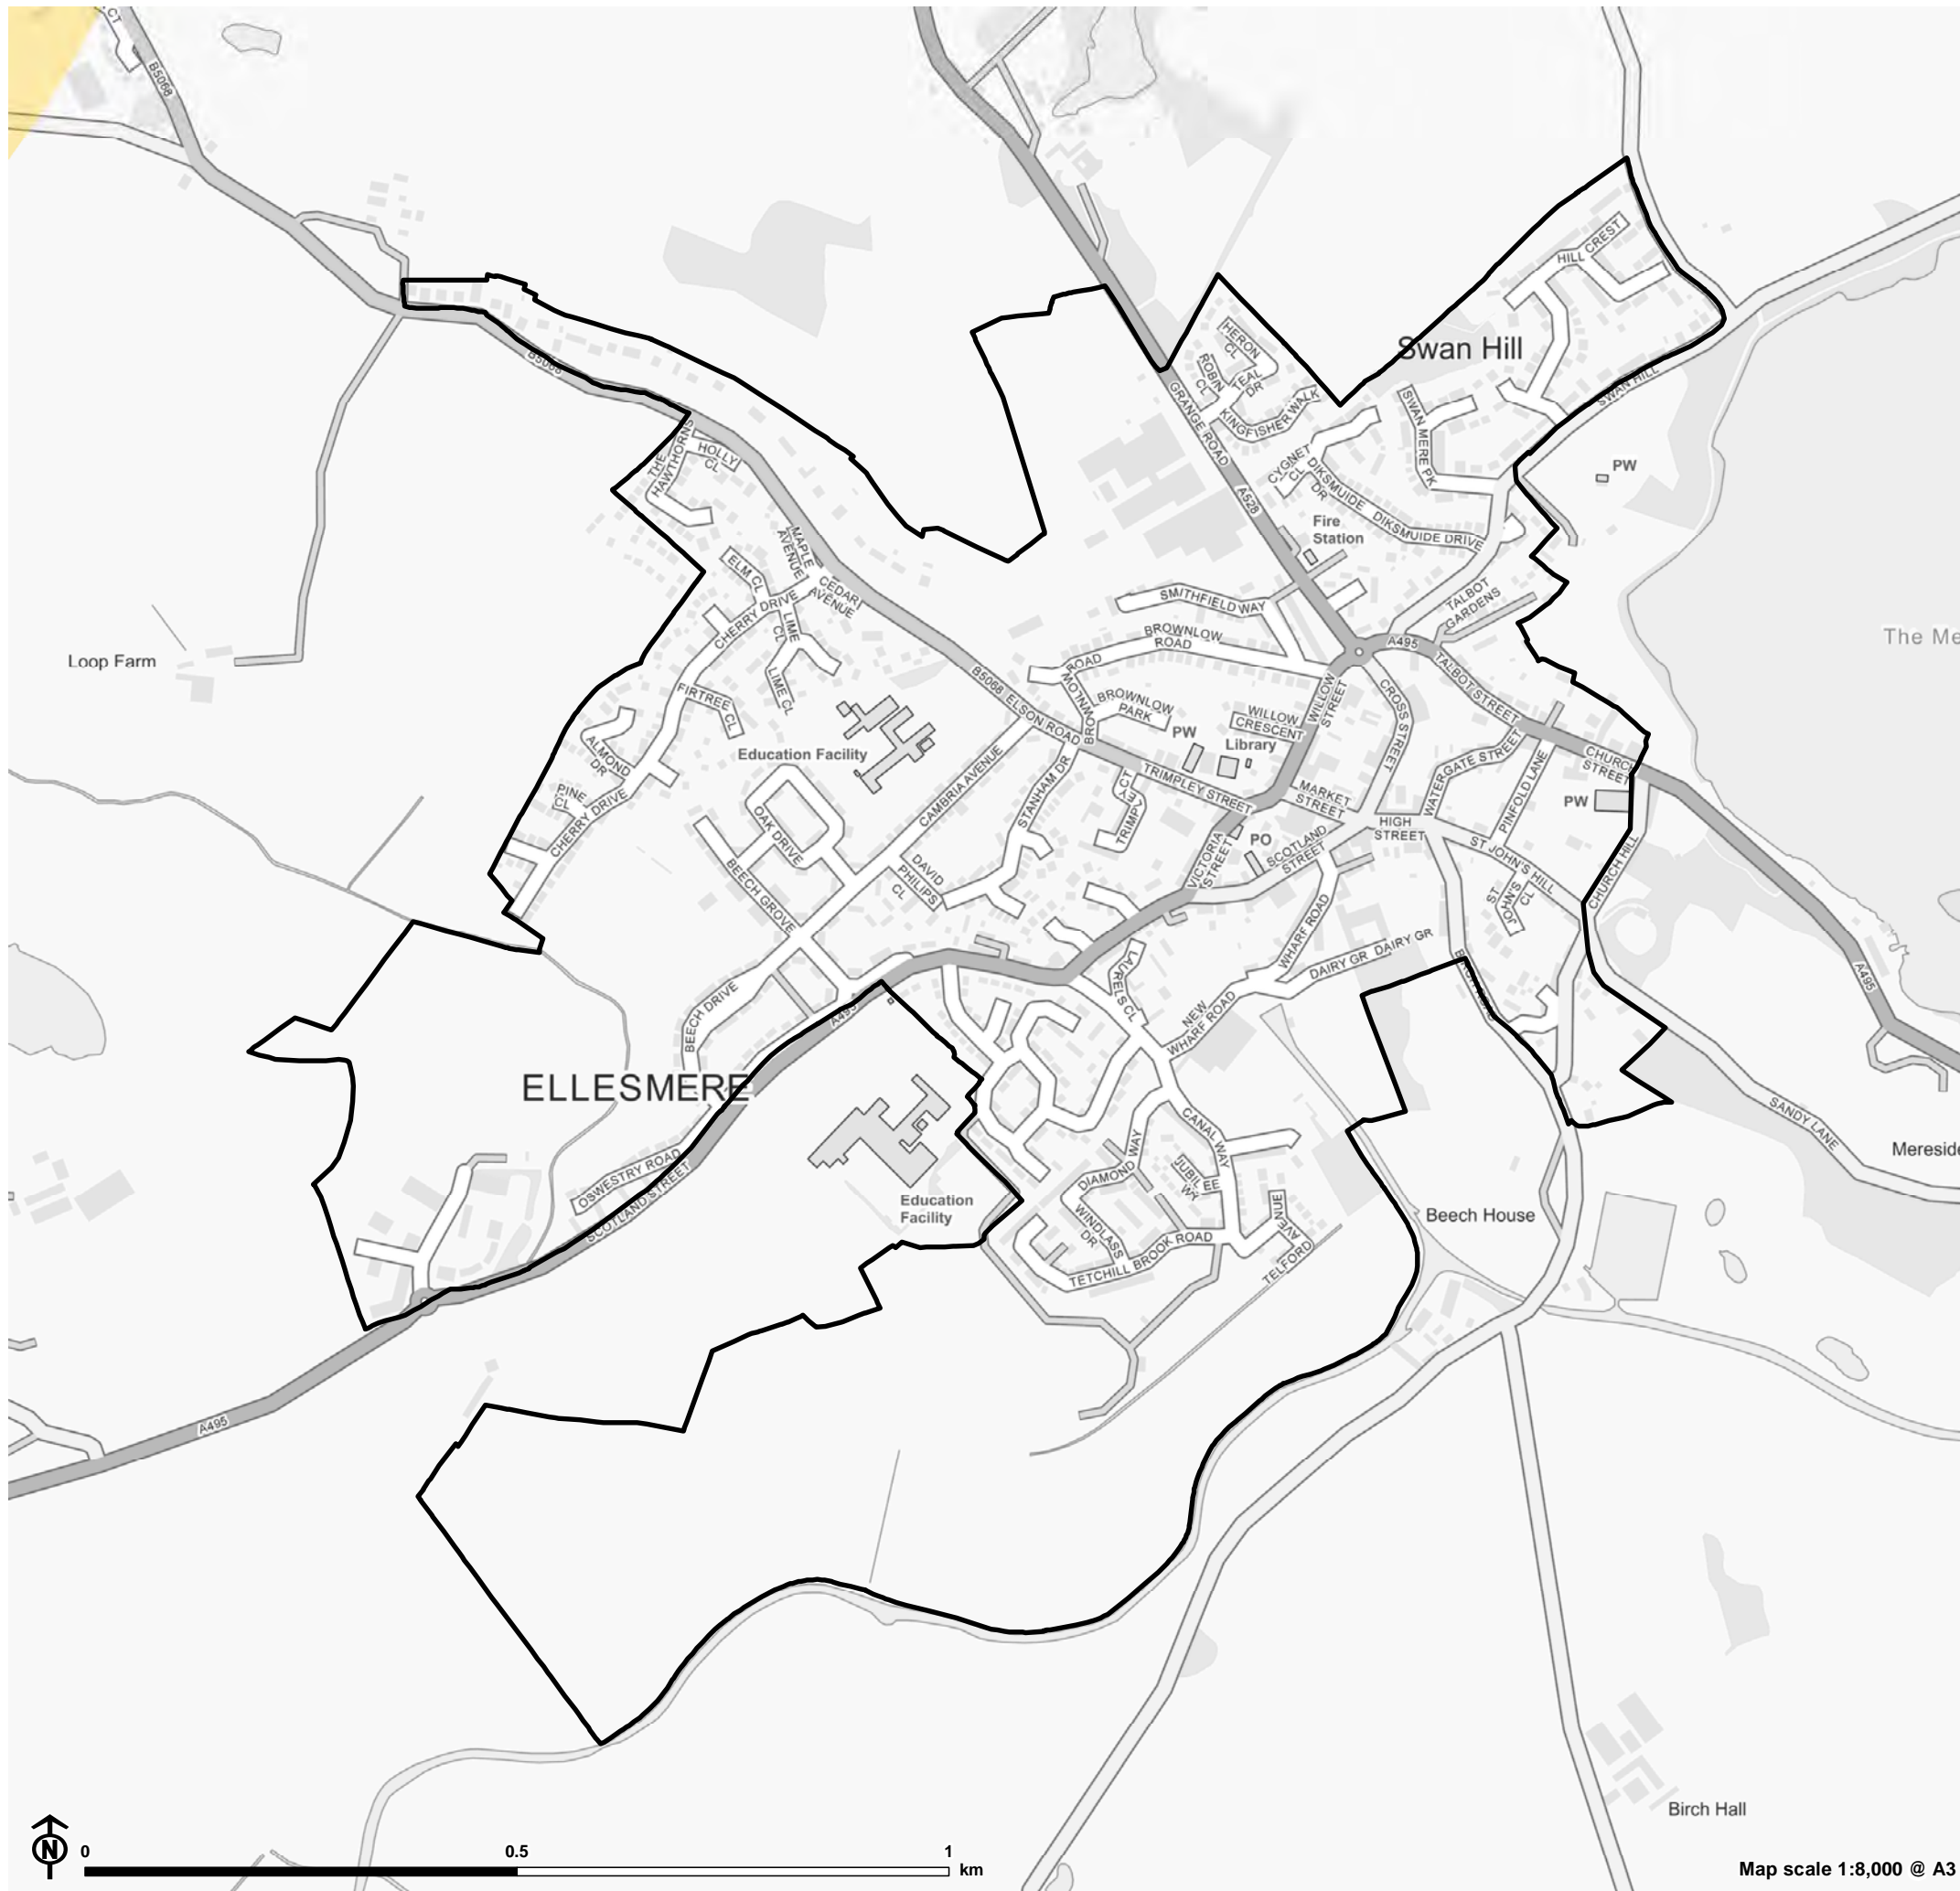 CT
B5068
HILL CREST
Swan Hill
SWAN HILL
HERON
CL
ROBIN
CL
TEAL
DR
KINGFISHER WALK
GRANGE ROAD
A528
SWAN MERE PK
CYGNET
CL
DIKSMUIDE
DR
DIKSMUIDE DRIVE
PW
Fire
Station
B5068
THE
HAWTHORNS
HOLLY
CL
MAPLE
AVENUE
ELM CL
CEDAR
AVENUE
CHERRY DRIVE
LIME
CL
LIME CL
FIRTREE CL
ALMOND
DR
PINE
CL
CHERRY DRIVE
Loop Farm
SMITHFIELD WAY
BROWNLOW
ROAD
BROWNLOW ROAD
BROWNLOW
PARK
TALBOT
GARDENS
A495
TALBOT STREET
The Me
B5068 ELSON ROAD
WILLOW
STREET
WILLOW
CRESCENT
CROSS STREET
PW
Library
Education Facility
OAK DRIVE
CAMBRIA AVENUE
STANHAM DR
TRIMPLEY CT
TRIMPLEY STREET
MARKET
STREET
WATERGATE STREET
PINFOLD LANE
CHURCH
STREET
PW
HIGH
STREET
PO
SCOTLAND
STREET
VICTORIA
STREET
ST JOHN'S HILL
ST
JOHN'S
CL
CHURCH HILL
BEECH GROVE
DAVID
PHILIPS
CL
WHARF ROAD
DAIRY GR
DAIRY GR
LAURELS CL
NEW
WHARF ROAD
A495
BEECH DRIVE
A495
ELLESMERE
OSWESTRY ROAD
SCOTLAND STREET
Education
Facility
CANAL WAY
DIAMOND WAY
JUBILEE
WY
WINDLASS
DR
TETCHILL BROOK ROAD
TELFORD
AVENUE
SANDY LANE
Mereside
Beech House
A495
Birch Hall
N
0
0.5
1
km
Map scale 1:8,000 @ A3